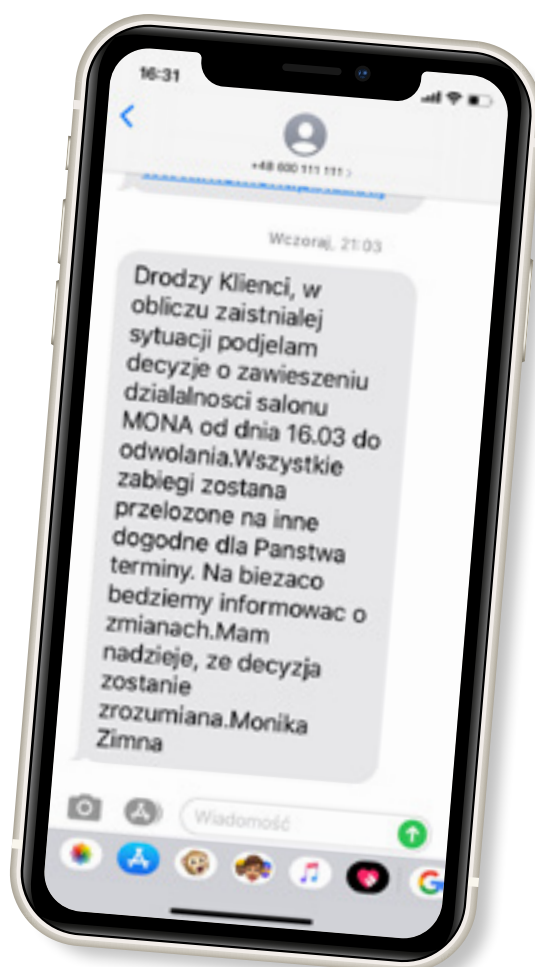 16:31
+48 600 111 111 >
Wczoraj, 21:03
Drodzy Klienci, w
obliczu zaistnialej
sytuacji podjelam
decyzje o zawieszeniu
dzialalnosci salonu
MONA od dnia 16.03 do
odwolania.Wszystkie
zabiegi zostana
przelozone na inne
dogodne dla Panstwa
terminy. Na biezaco
bedziemy informowac o
zmianach.Mam
nadzieje, ze decyzja
zostanie
zrozumiana.Monika
Zimna
Wiadomość